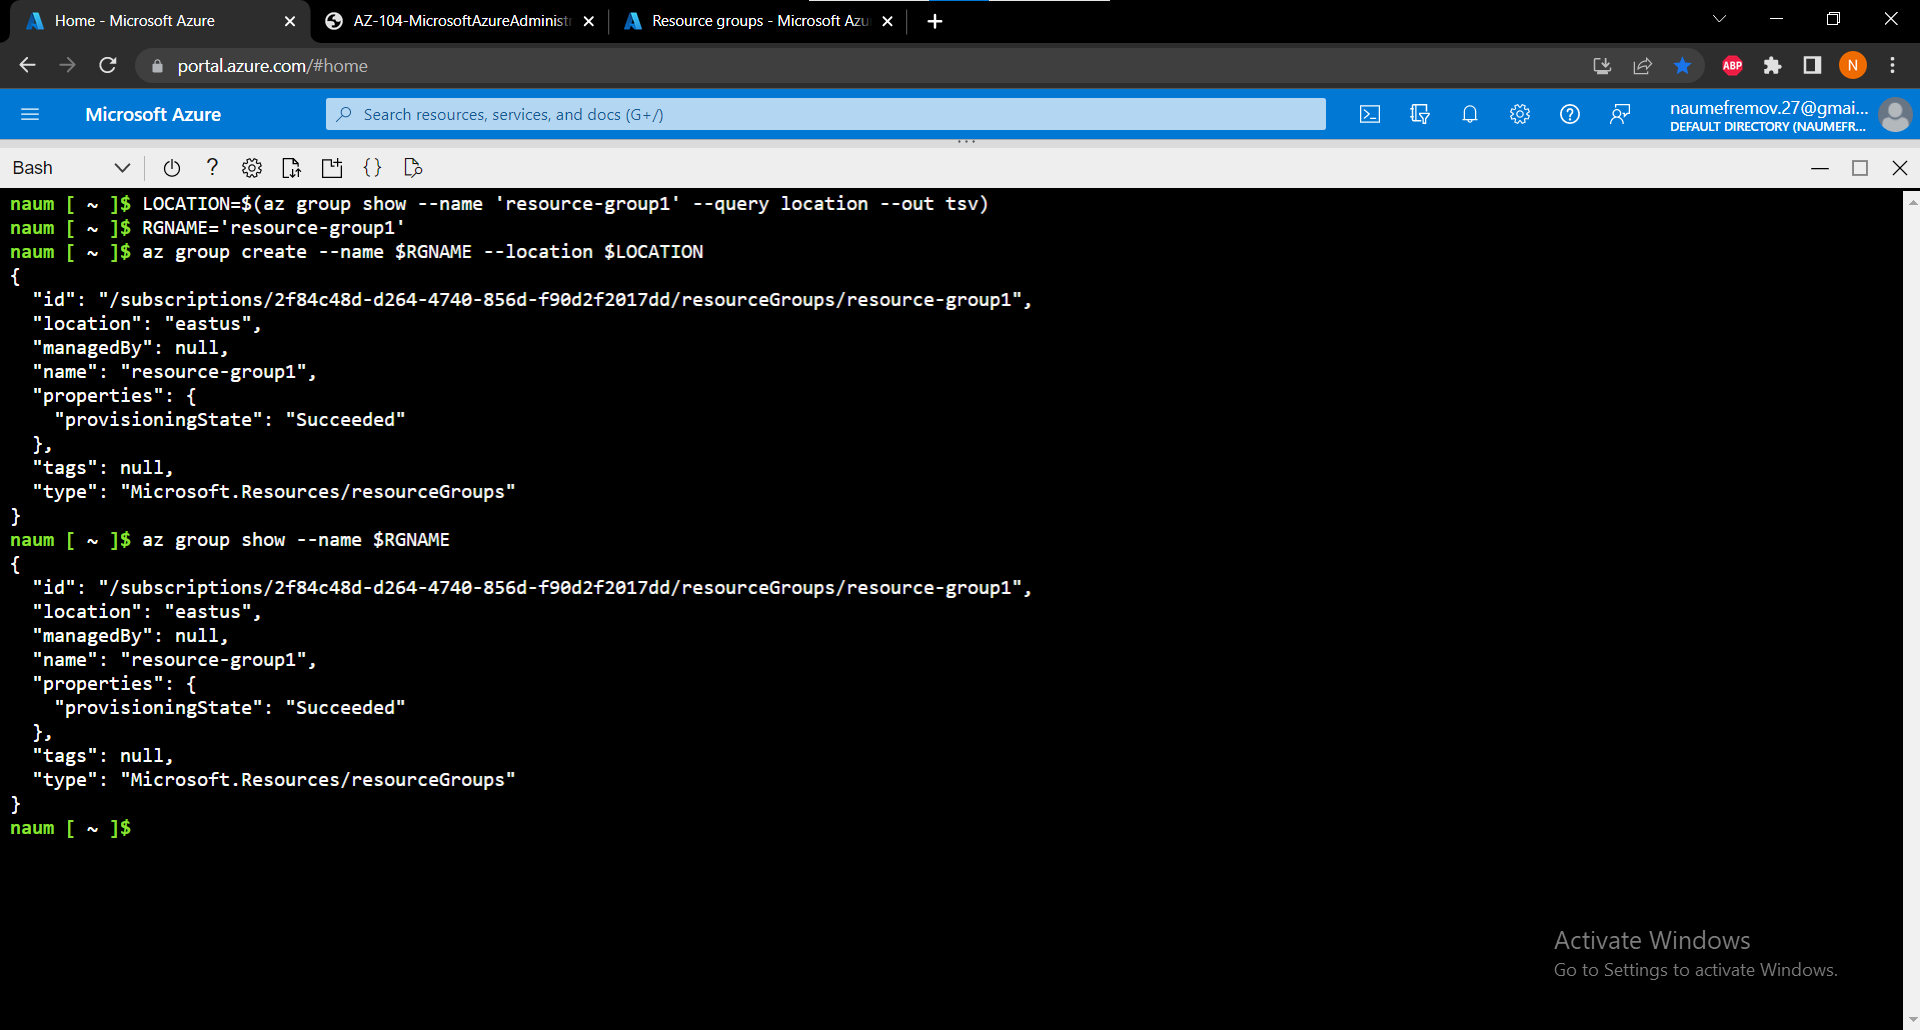 Home - Microsoft Azure
AZ-104-MicrosoftAzureAdminist
Resource groups - Microsoft Azu
portal.azure.com/#home
ABP
N
Microsoft Azure
Search resources, services, and docs (G+/)
naumefremov.27@gmai...
DEFAULT DIRECTORY (NAUMEFR...
Bash
naum [ ~ ]$ LOCATION=$(az group show --name 'resource-group1' --query location --out tsv)
naum [ ~ ]$ RGNAME='resource-group1'
naum [ ~ ]$ az group create --name $RGNAME --location $LOCATION
{
  "id": "/subscriptions/2f84c48d-d264-4740-856d-f90d2f2017dd/resourceGroups/resource-group1",
  "location": "eastus",
  "managedBy": null,
  "name": "resource-group1",
  "properties": {
    "provisioningState": "Succeeded"
  },
  "tags": null,
  "type": "Microsoft.Resources/resourceGroups"
}
naum [ ~ ]$ az group show --name $RGNAME
{
  "id": "/subscriptions/2f84c48d-d264-4740-856d-f90d2f2017dd/resourceGroups/resource-group1",
  "location": "eastus",
  "managedBy": null,
  "name": "resource-group1",
  "properties": {
    "provisioningState": "Succeeded"
  },
  "tags": null,
  "type": "Microsoft.Resources/resourceGroups"
}
naum [ ~ ]$
Activate Windows
Go to Settings to activate Windows.